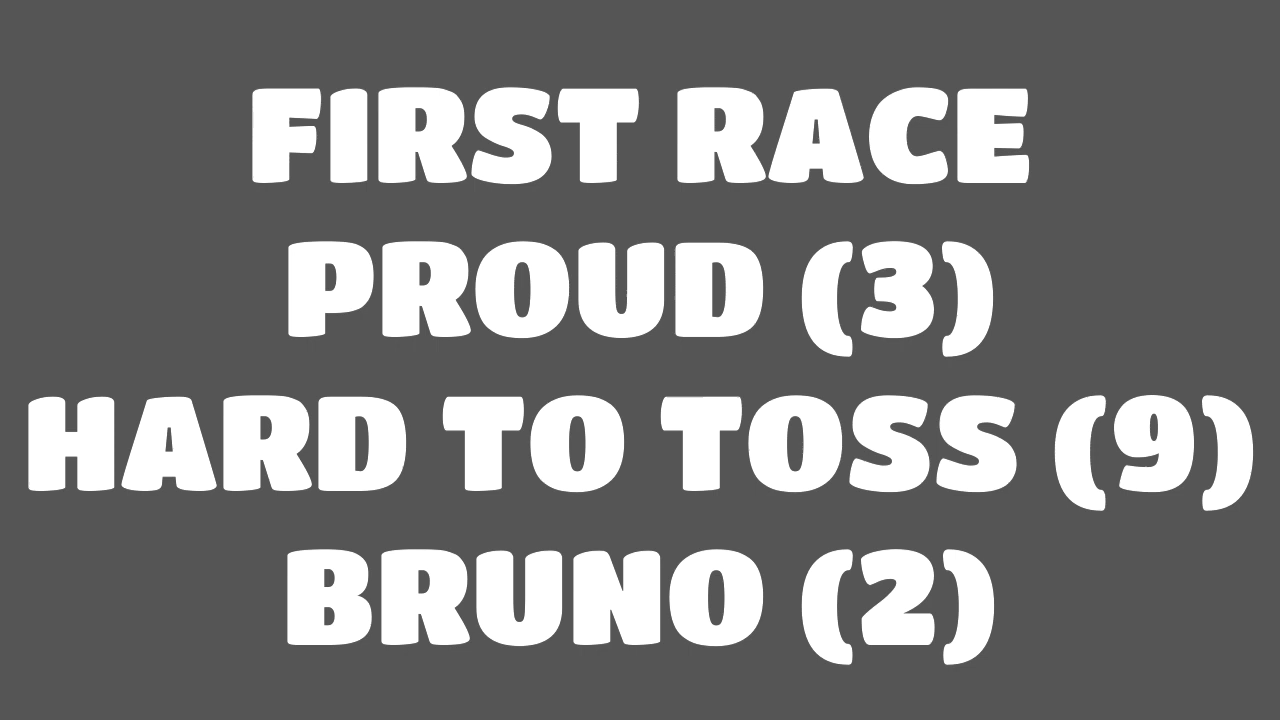 FIRST RACE
PROUD (3)
HARD TO TOSS (9)
BRUNO (2)